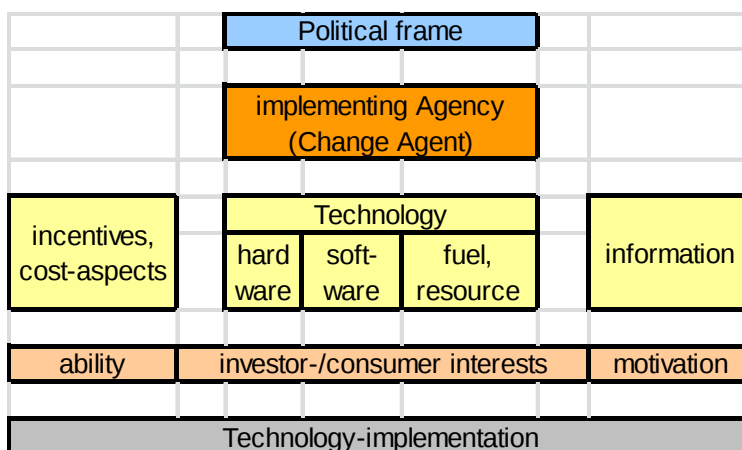 Political frame
implementing Agency
(Change Agent)
incentives,
cost-aspects
Technology
hard
ware
soft-
ware
fuel,
resource
information
ability
investor-/consumer interests
motivation
Technology-implementation